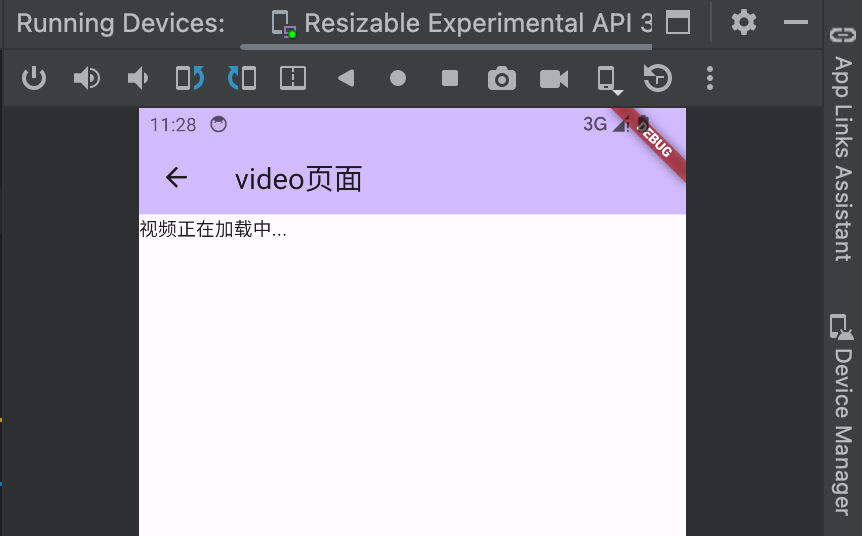 Running Devices:
Resizable Experimental API 3
App Links Assistant
11:28
3G
DEBUG
video页面
视频正在加载中...
Device Manager